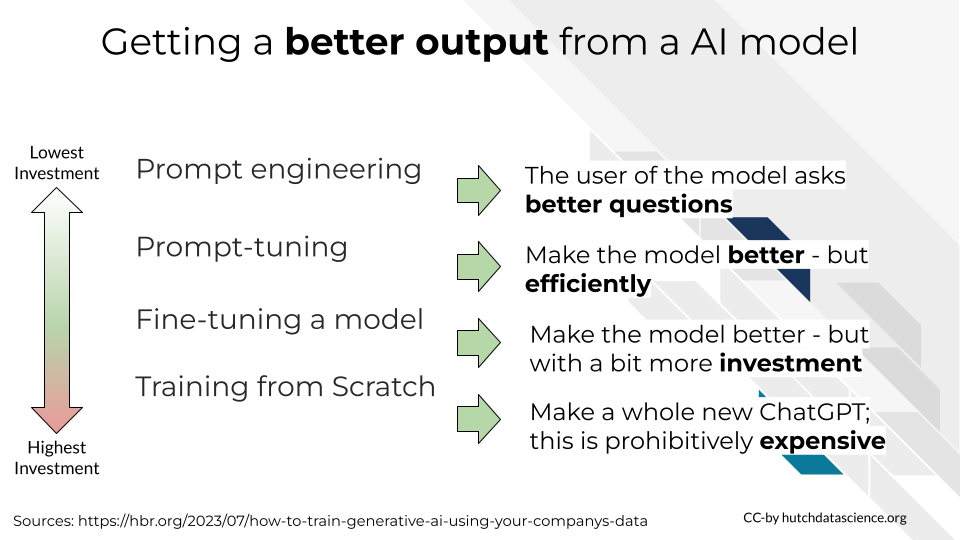 Getting a better output from a AI model
Lowest
Investment
Prompt engineering
The user of the model asks
better questions
Prompt-tuning
Make the model better - but
efficiently
Fine-tuning a model
Make the model better - but
with a bit more investment
Training from Scratch
Make a whole new ChatGPT;
this is prohibitively expensive
Highest
Investment
Sources: https://hbr.org/2023/07/how-to-train-generative-ai-using-your-companys-data
CC-by hutchdatascience.org